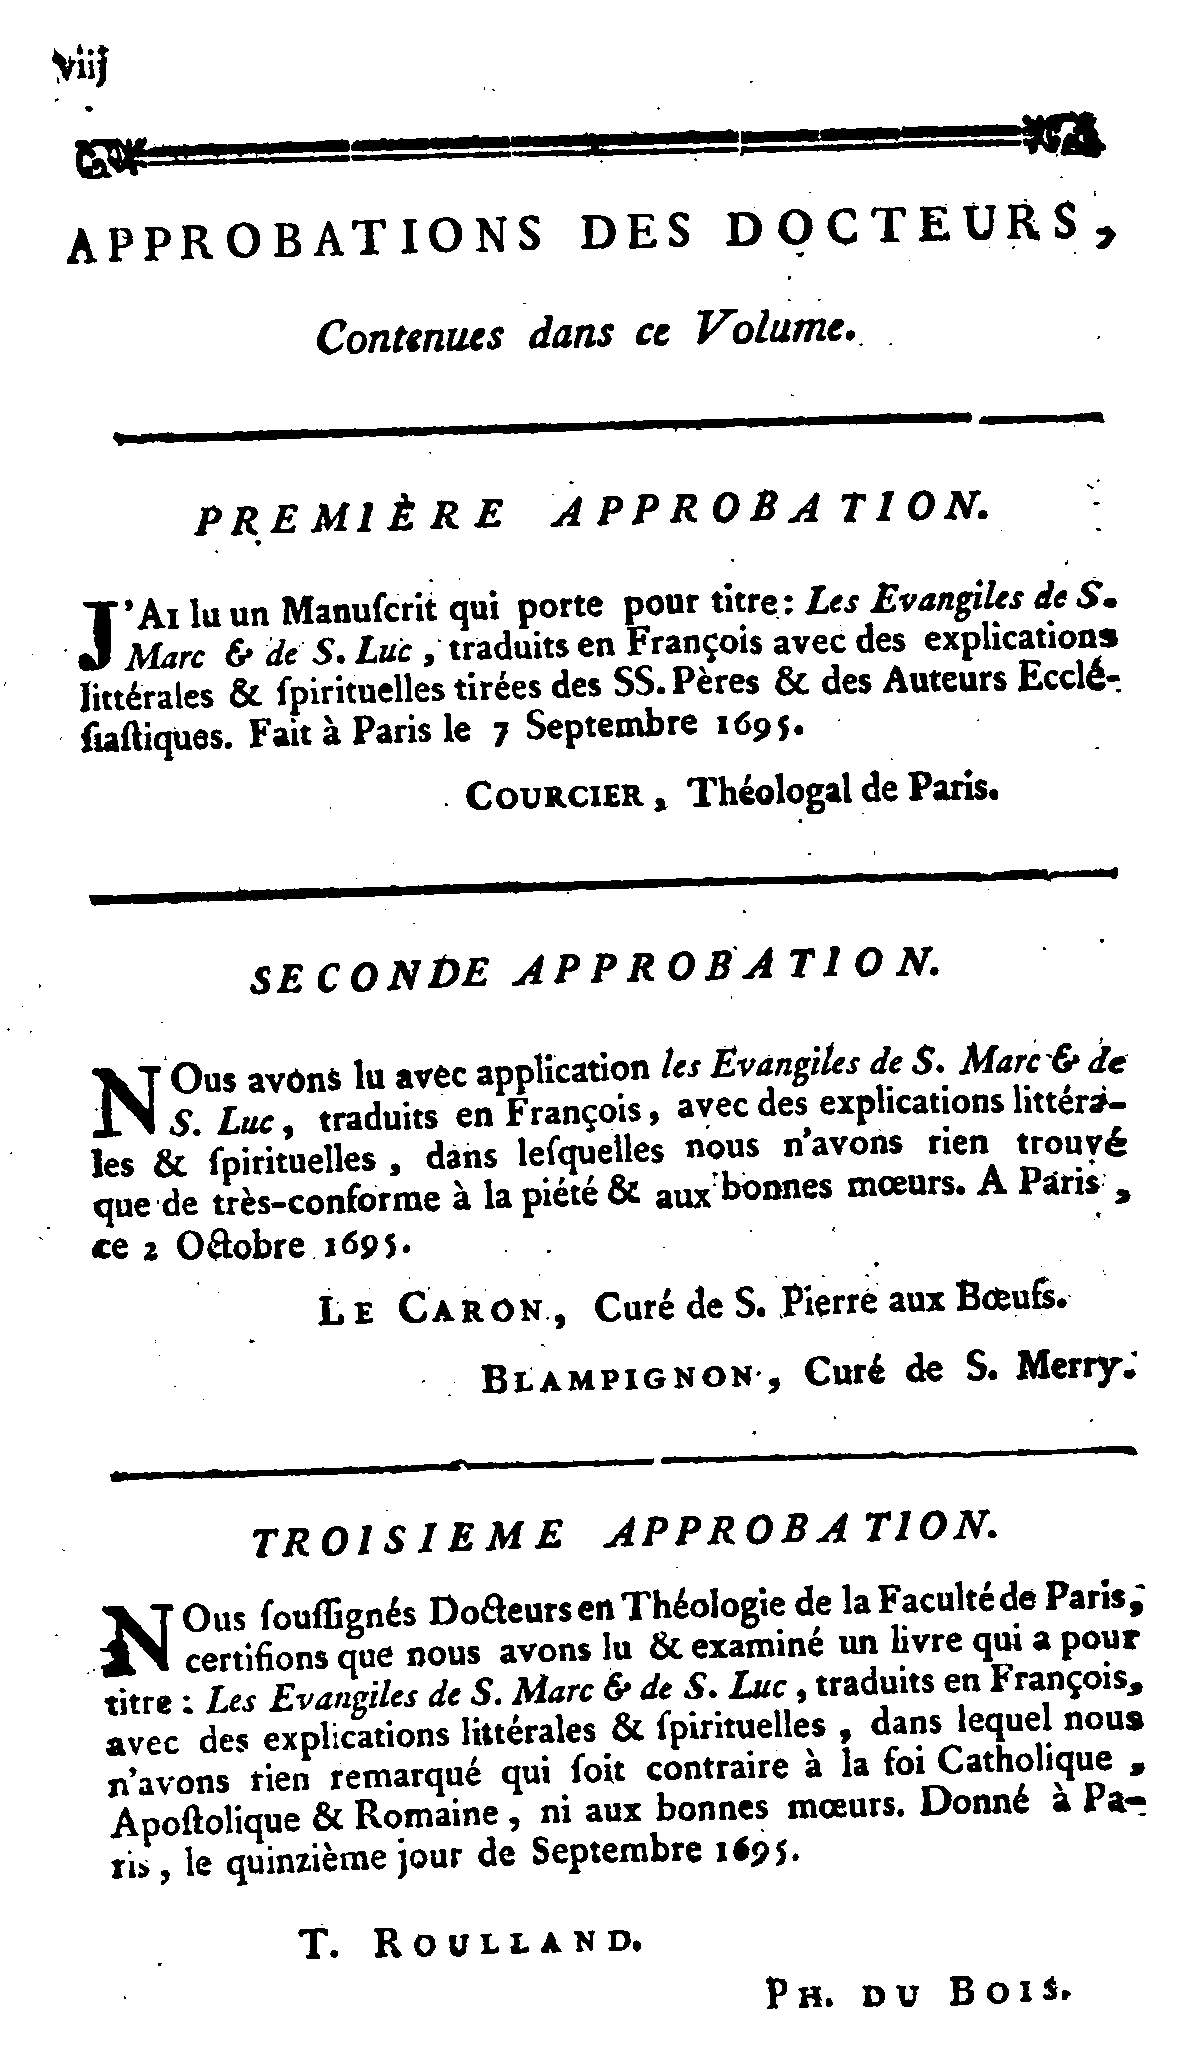 viij
APPROBATIONS DES DOCTEURS,
Contenues dans ce Volume.
PREMIÈRE APPROBATION.
J'AI lu un Manuſcrit qui porte pour titre: Les Evangiles de S.
Marc & de S. Luc, traduits en François avec des explications
littérales & ſpirituelles tirées des SS. Pères & des Auteurs Ecclé-
ſiaſtiques. Fait à Paris le 7 Septembre 1695.
COURCIER, Théologal de Paris.
SECONDE APPROBATION.
NOus avons lu avec application les Evangiles de S. Marc & de
S. Luc, traduits en François, avec des explications littéra-
les & ſpirituelles, dans leſquelles nous n'avons rien trouvé
que de très-conforme à la piété & aux bonnes mœurs. A Paris,
ce 2 Octobre 1695.
LE CARON, Curé de S. Pierre aux Bœufs.
BLAMPIGNON, Curé de S. Merry.
TROISIEME APPROBATION.
NOus ſouſſignés Docteurs en Théologie de la Faculté de Paris,
certifions que nous avons lu & examiné un livre qui a pour
titre: Les Evangiles de S. Marc & de S. Luc, traduits en François,
avec des explications littérales & ſpirituelles, dans lequel nous
n'avons rien remarqué qui ſoit contraire à la foi Catholique,
Apoſtolique & Romaine, ni aux bonnes mœurs. Donné à Pa-
ris, le quinzième jour de Septembre 1695.
T. ROULLAND.
PH. DU BOIS.